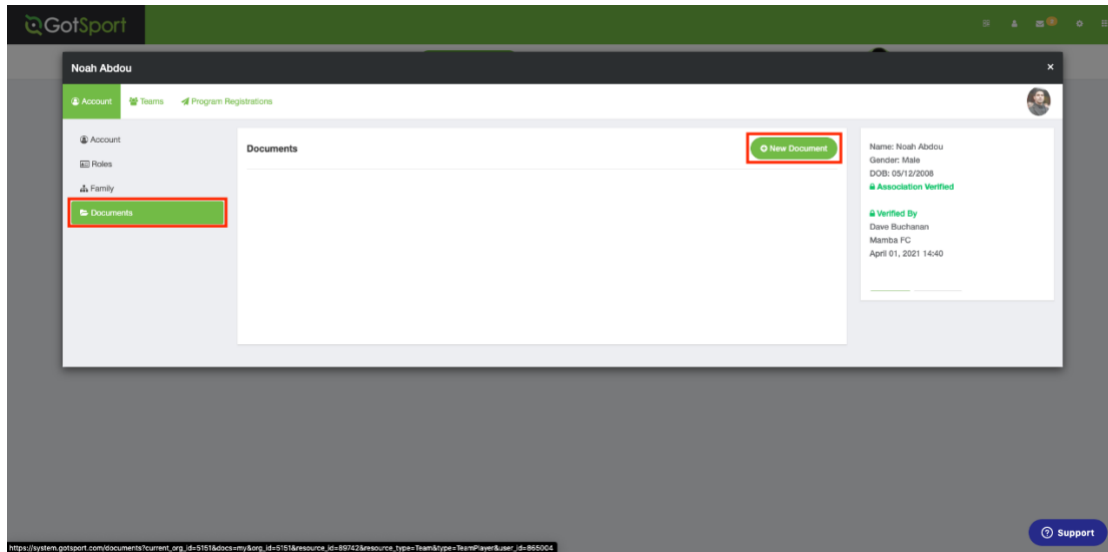 GotSport
Noah Abdou
×
Account
Teams
Program Registrations
Account
Roles
Family
Documents
Documents
New Document
Name: Noah Abdou
Gender: Male
DOB: 05/12/2008
Association Verified
Verified By
Dave Buchanan
Mamba FC
April 01, 2021 14:40
Support
https://system.gotsport.com/documents?current_org_id=5151&docs=my&org_id=5151&resource_id=89742&resource_type=Team&type=TeamPlayer&user_id=865004